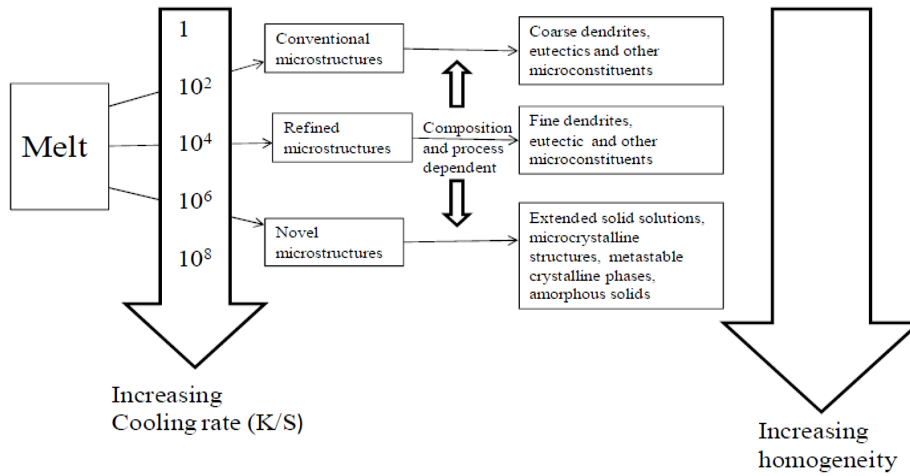 Melt
1
10²
10⁴
10⁶
10⁸
Increasing
Cooling rate (K/S)
Conventional
microstructures
Refined
microstructures
Novel
microstructures
Composition
and process
dependent
Coarse dendrites,
eutectics and other
microconstituents
Fine dendrites,
eutectic and other
microconstituents
Extended solid solutions,
microcrystalline
structures, metastable
crystalline phases,
amorphous solids
Increasing
homogeneity